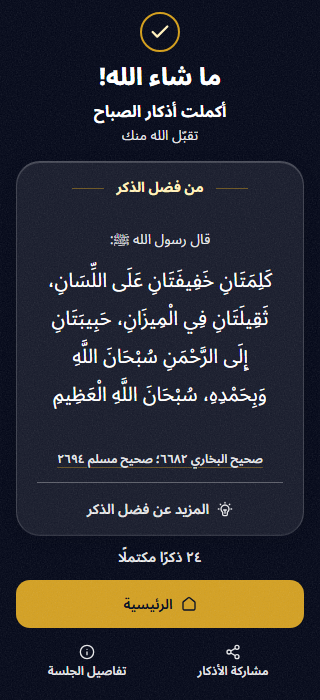 ما شاء الله!
أكملت أذكار الصباح
تقبّل الله منك
من فضل الذكر
قال رسول الله ﷺ:
كَلِمَتَانِ خَفِيفَتَانِ عَلَى اللِّسَانِ،
ثَقِيلَتَانِ فِي الْمِيزَانِ، حَبِيبَتَانِ
إِلَى الرَّحْمَنِ سُبْحَانَ اللَّهِ
وَبِحَمْدِهِ، سُبْحَانَ اللَّهِ الْعَظِيمِ
صحيح البخاري ٦٦٨٢؛ صحيح مسلم ٢٦٩٤
المزيد عن فضل الذكر
٢٤ ذكرًا مكتملًا
الرئيسية
مشاركة الأذكار
تفاصيل الجلسة